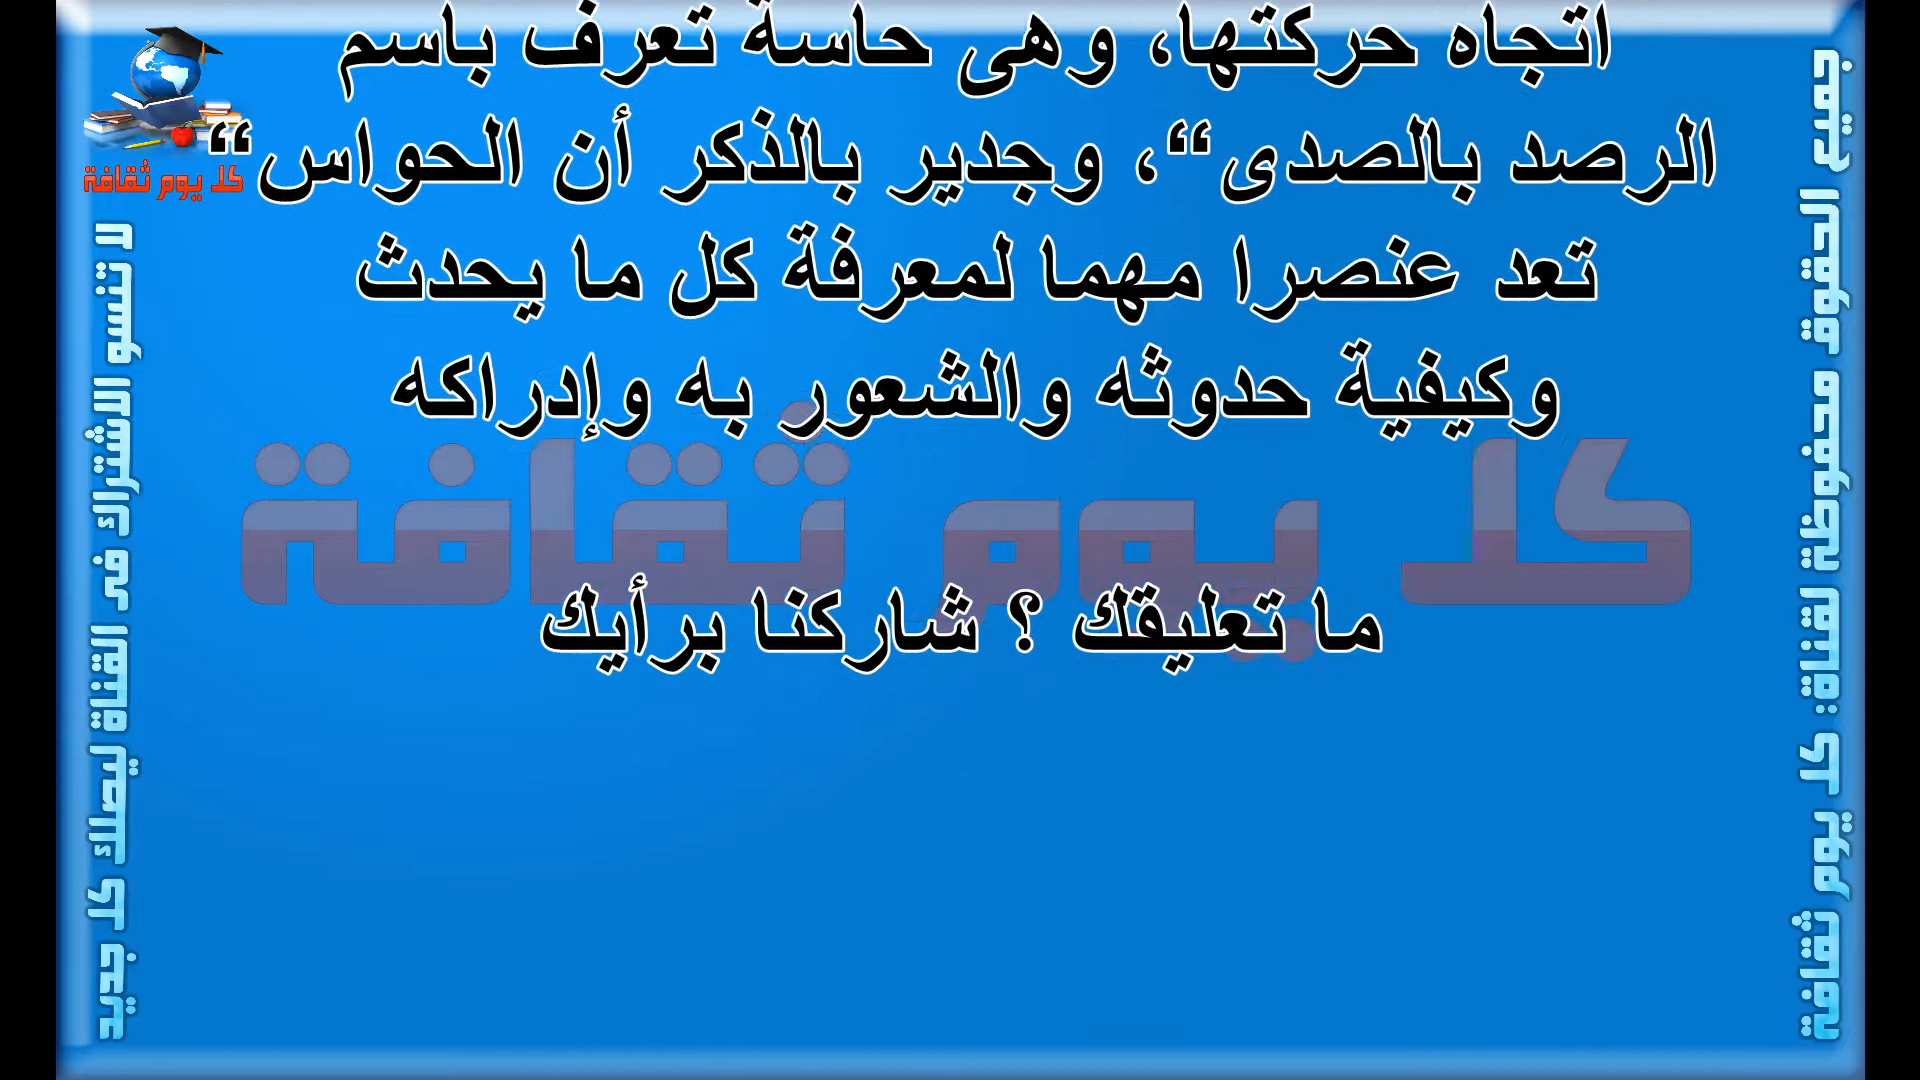 اتجاه حركتها، وهى حاسة تعرف باسم
الرصد بالصدى“، وجدير بالذكر أن الحواس“
تعد عنصرا مهما لمعرفة كل ما يحدث
وكيفية حدوثه والشعور به وإدراكه
ما تعليقك ؟ شاركنا برأيك
كل يوم ثقافة
كل يوم ثقافة
جميع الحقوق محفوظة لقناة: كل يوم ثقافة
لا تنسو الاشتراك فى القناة ليصلك كل جديد